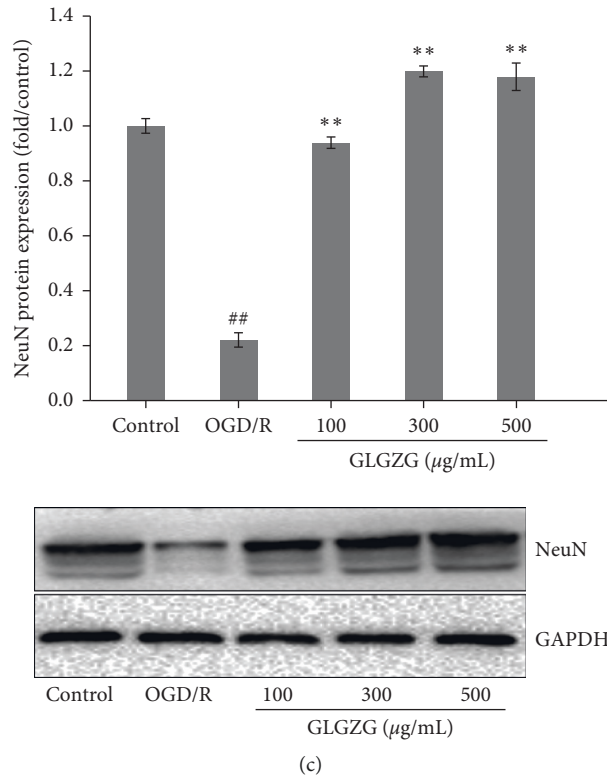 NeuN protein expression (fold/control)
1.4
1.2
1.0
0.8
0.6
0.4
0.2
0.0
##
**
**
**
Control OGD/R 100 300 500
GLGZG (μg/mL)
NeuN
GAPDH
Control OGD/R 100 300 500
GLGZG (μg/mL)
(c)